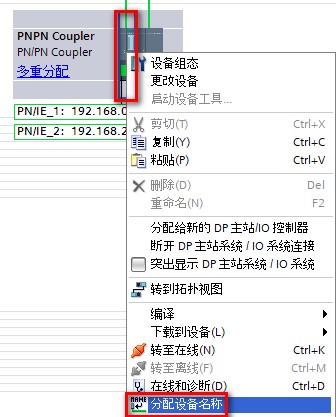 PNPN Coupler
PN/PN Coupler
多重分配
PN/IE_1: 192.168.0
PN/IE_2: 192.168.2
设备组态
更改设备
启动设备工具...
剪切(T) Ctrl+X
复制(Y) Ctrl+C
粘贴(P) Ctrl+V
删除(D) Del
重命名(N) F2
分配给新的 DP 主站/IO 控制器
断开 DP 主站系统 / IO 系统连接
突出显示 DP 主站系统 / IO 系统
转到拓扑视图
编译
下载到设备(L)
转至在线(N) Ctrl+K
转至离线(F) Ctrl+M
在线和诊断(D) Ctrl+D
NAME 分配设备名称